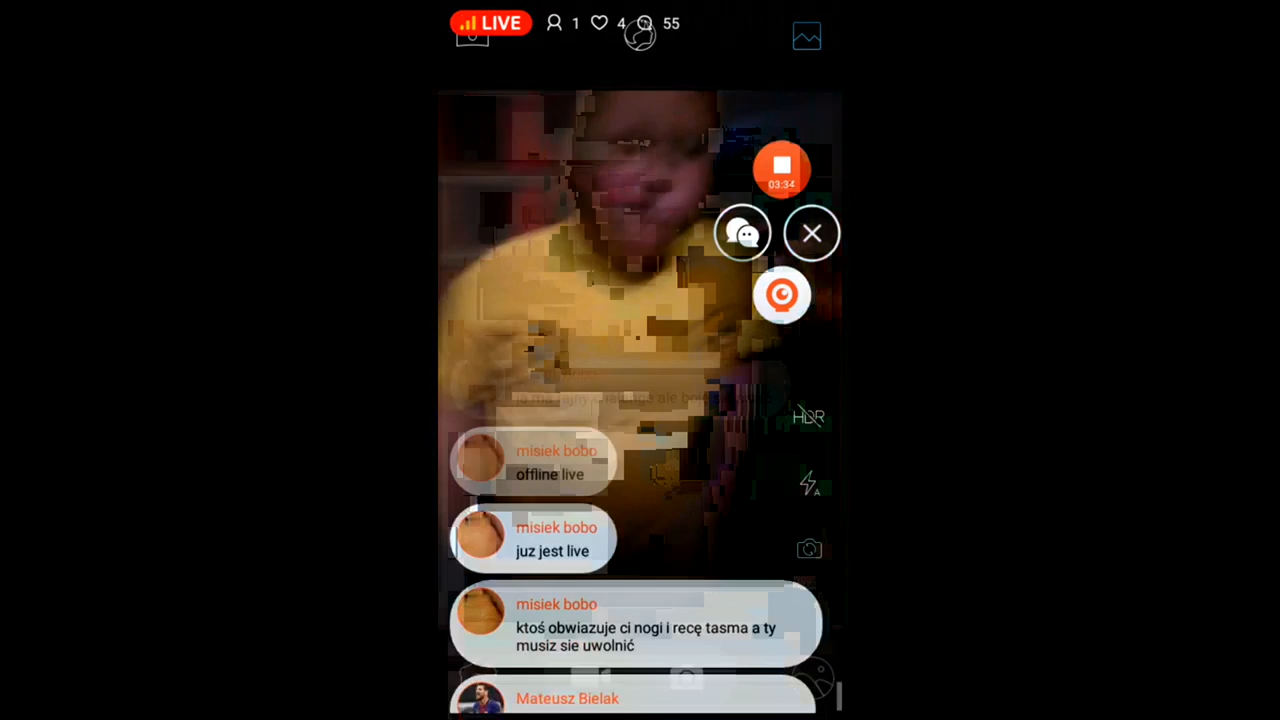 LIVE 1 4 55
03:34
HDR
A
misiek bobo
offline live
misiek bobo
juz jest live
misiek bobo
ktoś obwiazuje ci nogi i recę tasma a ty
musiz sie uwolnić
Mateusz Bielak